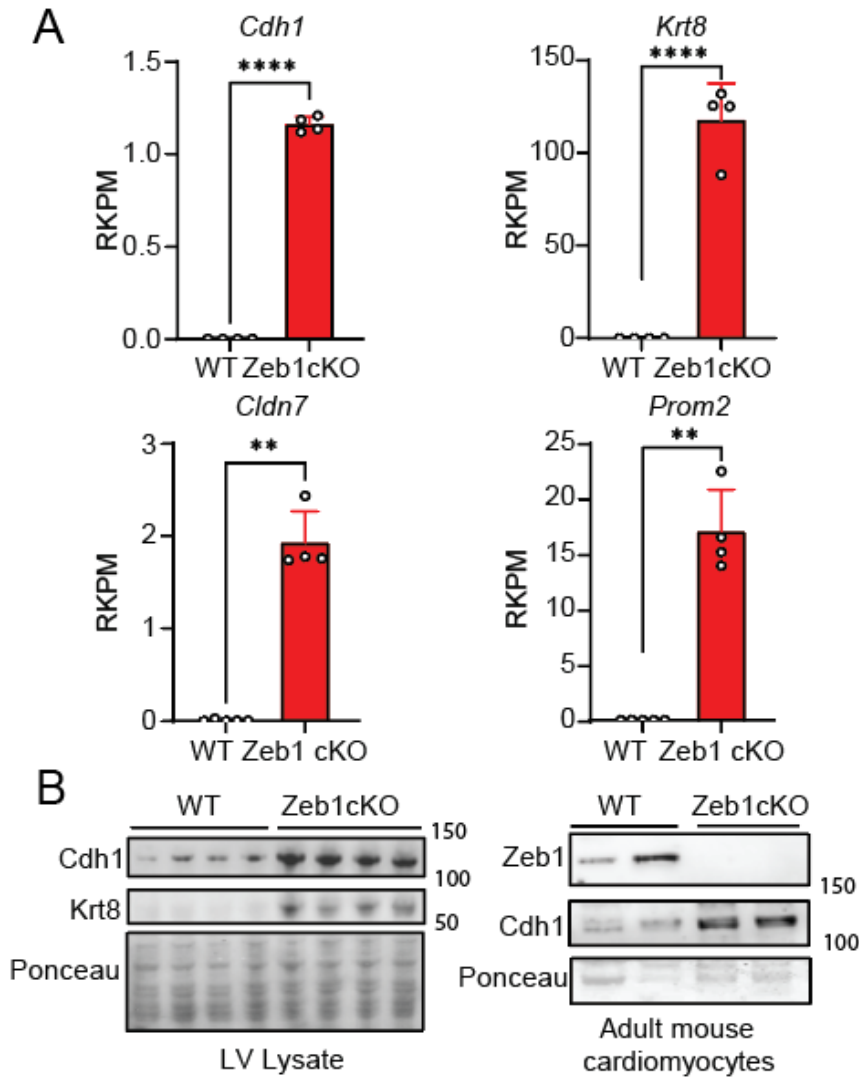 A
Cdh1
RKPM
1.5
1.0
0.5
0.0
****
WT Zeb1cKO
Krt8
RKPM
150
100
50
0
****
WT Zeb1cKO
Cldn7
RKPM
3
2
1
0
**
WT Zeb1 cKO
Prom2
RKPM
25
20
15
10
5
0
**
WT Zeb1 cKO
B
WT Zeb1cKO
150
Cdh1
100
Krt8
50
Ponceau
LV Lysate
WT Zeb1cKO
Zeb1
150
Cdh1
100
Ponceau
Adult mouse
cardiomyocytes